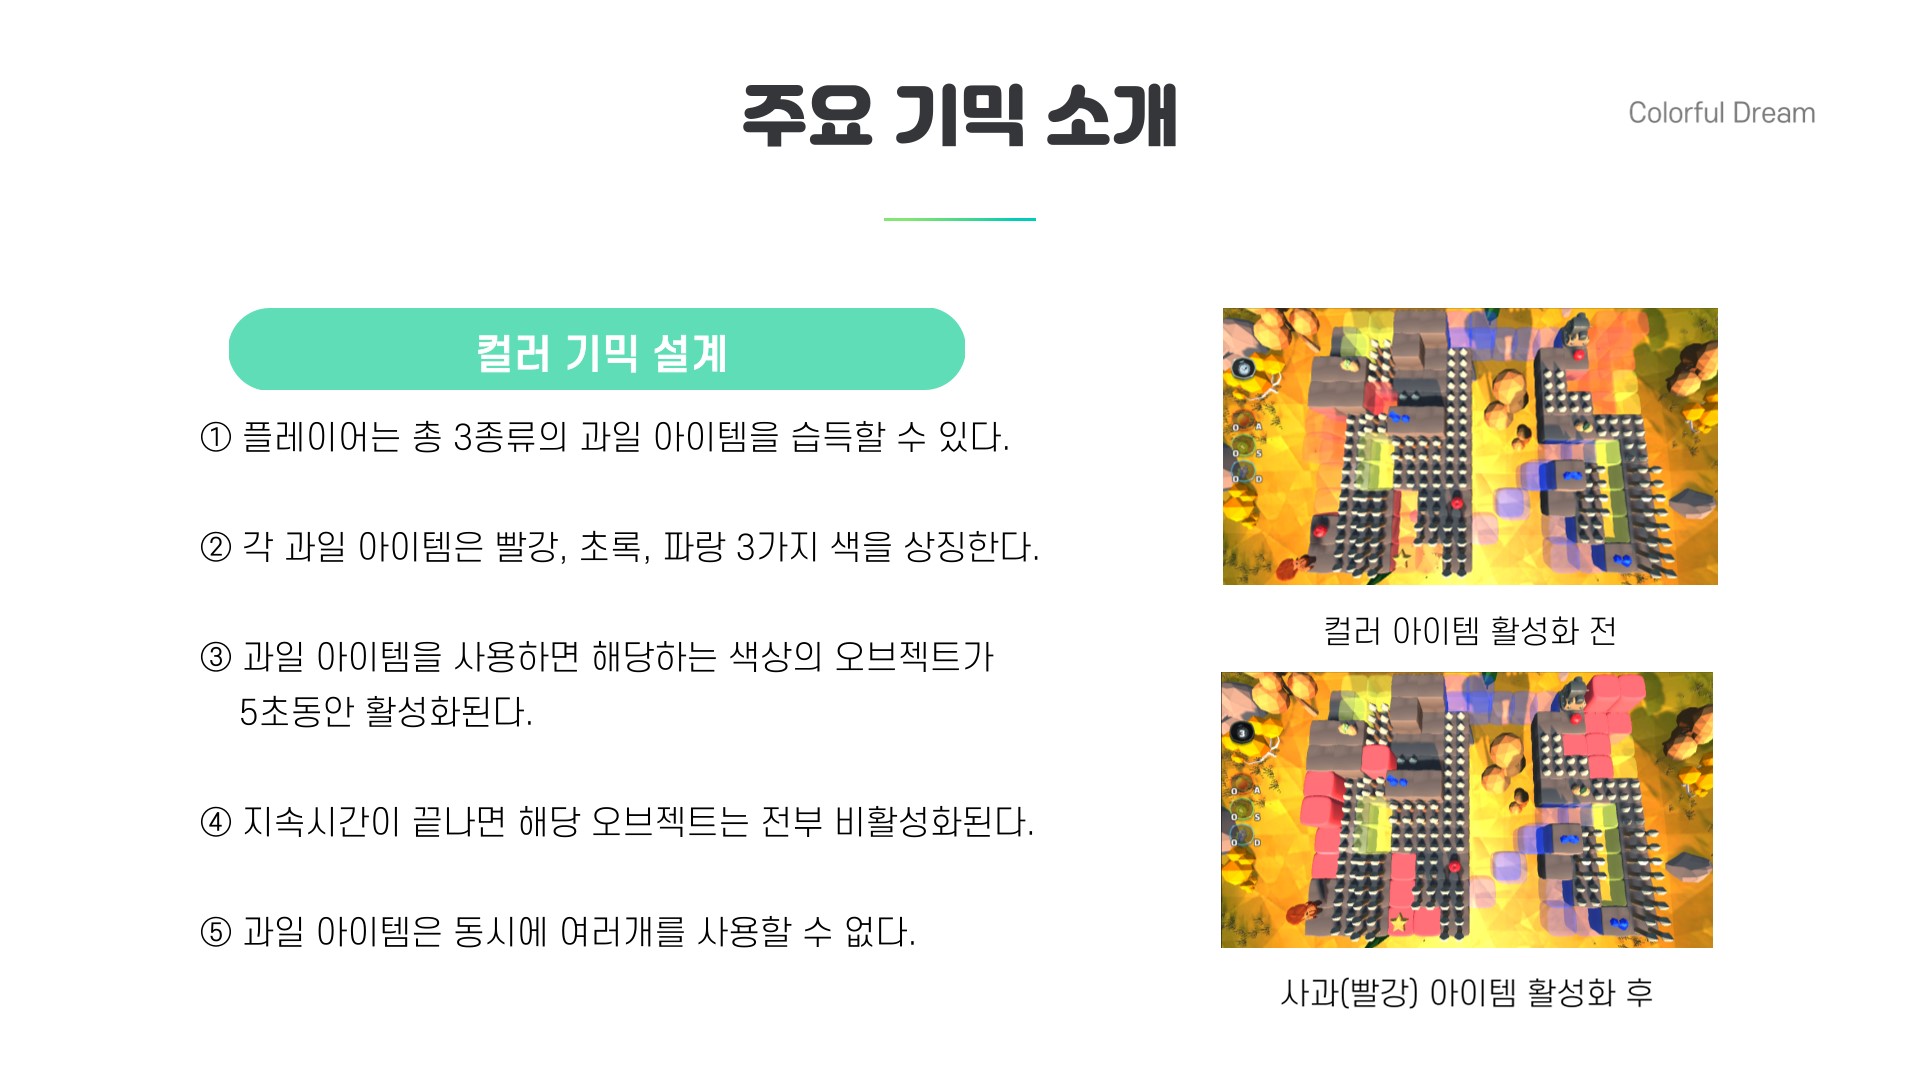 주요 기믹 소개
Colorful Dream
컬러 기믹 설계
① 플레이어는 총 3종류의 과일 아이템을 습득할 수 있다.
② 각 과일 아이템은 빨강, 초록, 파랑 3가지 색을 상징한다.
③ 과일 아이템을 사용하면 해당하는 색상의 오브젝트가
5초동안 활성화된다.
④ 지속시간이 끝나면 해당 오브젝트는 전부 비활성화된다.
⑤ 과일 아이템은 동시에 여러개를 사용할 수 없다.
0 A
0 S
0 D
컬러 아이템 활성화 전
3
0 A
0 S
0 D
사과(빨강) 아이템 활성화 후